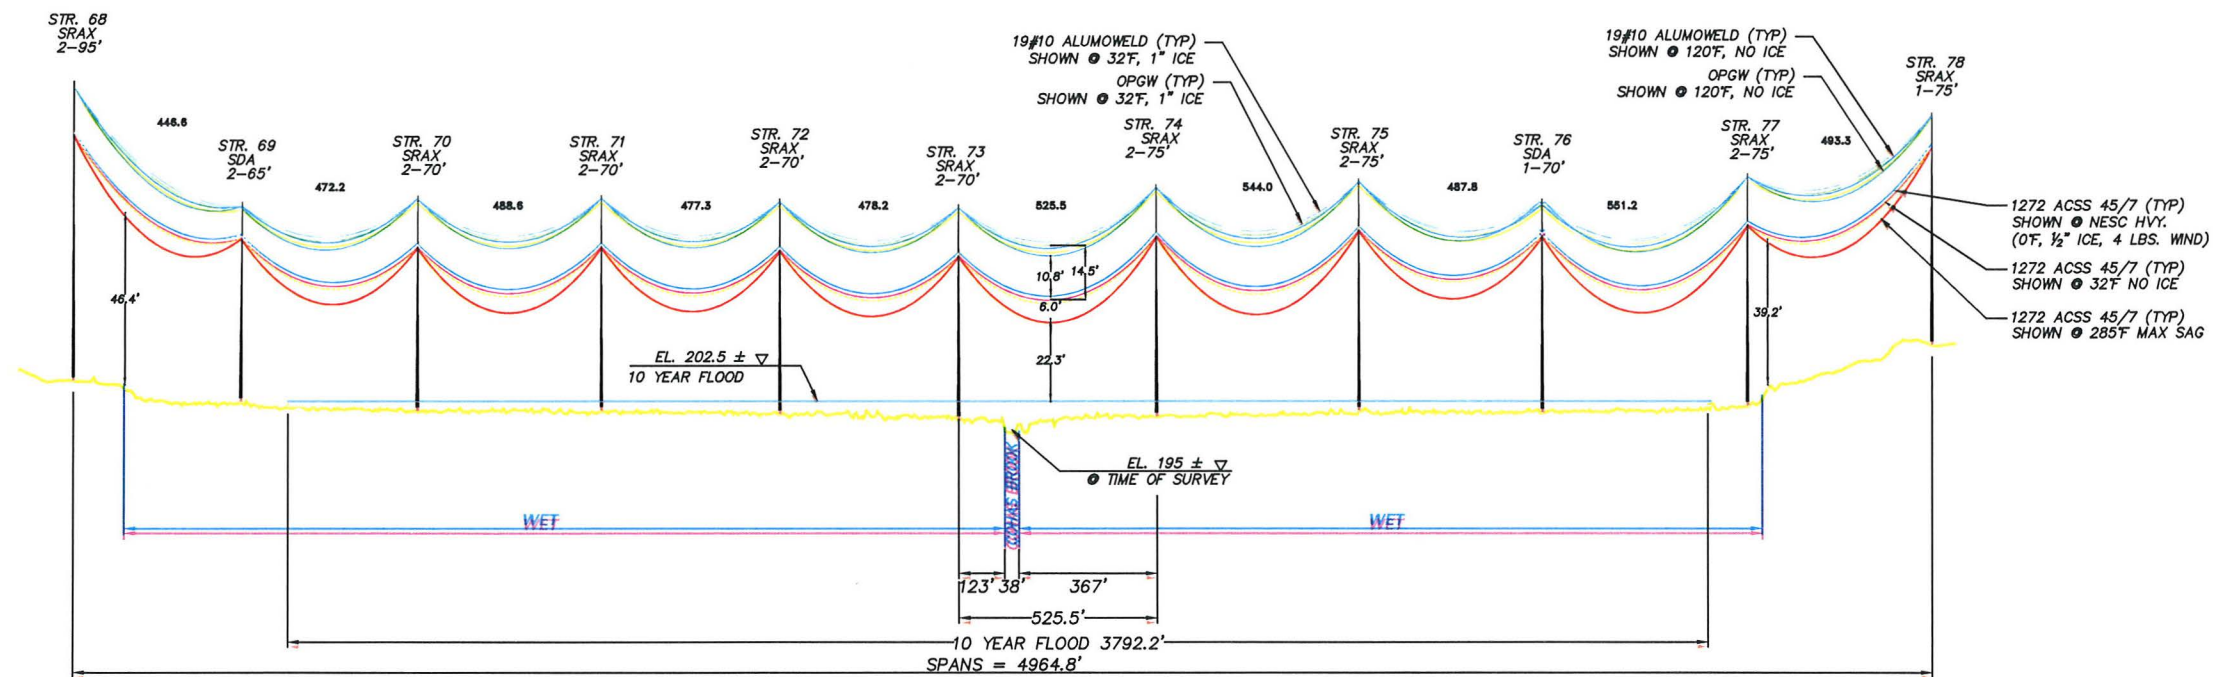 STR. 68
SRAX
2-95'
446.6
STR. 69
SDA
2-65'
472.2
STR. 70
SRAX
2-70'
488.6
STR. 71
SRAX
2-70'
477.3
STR. 72
SRAX
2-70'
478.2
STR. 73
SRAX
2-70'
525.5
STR. 74
SRAX
2-75'
544.0
STR. 75
SRAX
2-75'
487.8
STR. 76
SDA
1-70'
551.2
STR. 77
SRAX
2-75'
493.3
STR. 78
SRAX
1-75'
19#10 ALUMOWELD (TYP)
SHOWN @ 32°F, 1" ICE
OPGW (TYP)
SHOWN @ 32°F, 1" ICE
19#10 ALUMOWELD (TYP)
SHOWN @ 120°F, NO ICE
OPGW (TYP)
SHOWN @ 120°F, NO ICE
1272 ACSS 45/7 (TYP)
SHOWN @ NESC HVY.
(0°F, ½" ICE, 4 LBS. WIND)
1272 ACSS 45/7 (TYP)
SHOWN @ 32°F NO ICE
1272 ACSS 45/7 (TYP)
SHOWN @ 285°F MAX SAG
46.4'
10.8'
14.5'
6.0'
22.3'
39.2'
EL. 202.5 ±
10 YEAR FLOOD
EL. 195 ±
@ TIME OF SURVEY
WET
COHAS BROOK
WET
123' 38' 367'
525.5'
10 YEAR FLOOD 3792.2'
SPANS = 4964.8'